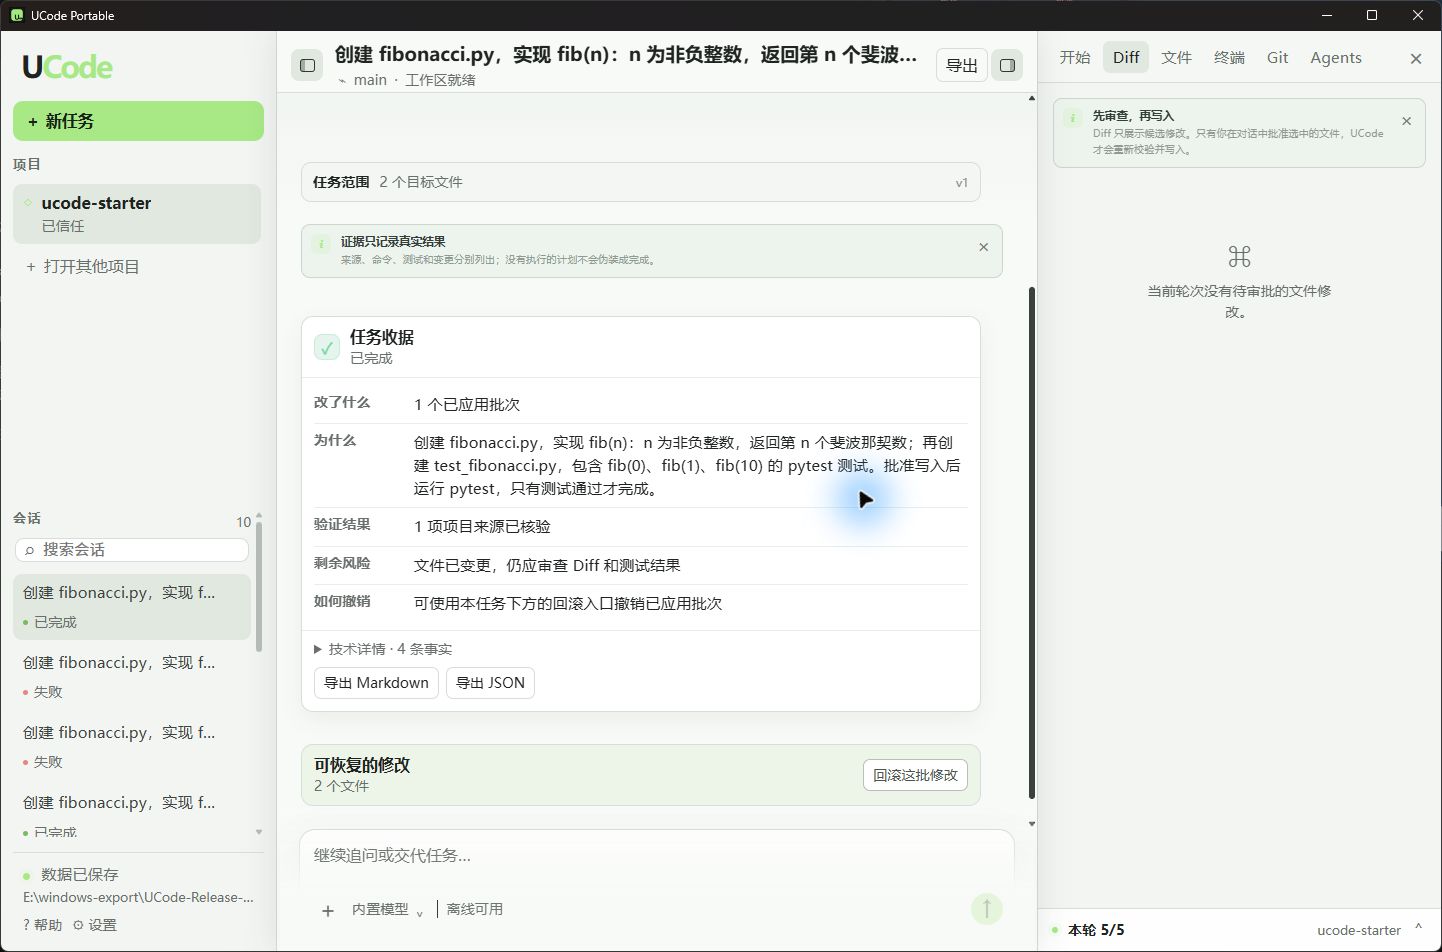 UCode Portable
UCode
+ 新任务
项目
ucode-starter
已信任
+ 打开其他项目
会话 10
搜索会话
创建 fibonacci.py，实现 f...
已完成
创建 fibonacci.py，实现 f...
失败
创建 fibonacci.py，实现 f...
失败
创建 fibonacci.py，实现 f...
已完成
数据已保存
E:\windows-export\UCode-Release-...
? 帮助 设置
创建 fibonacci.py，实现 fib(n)：n 为非负整数，返回第 n 个斐波...
main · 工作区就绪
导出
任务范围 2 个目标文件 v1
证据只记录真实结果
来源、命令、测试和变更分别列出；没有执行的计划不会伪装成完成。
任务收据
已完成
改了什么 1 个已应用批次
为什么 创建 fibonacci.py，实现 fib(n)：n 为非负整数，返回第 n 个斐波那契数；再创
建 test_fibonacci.py，包含 fib(0)、fib(1)、fib(10) 的 pytest 测试。批准写入后
运行 pytest，只有测试通过才完成。
验证结果 1 项项目来源已核验
剩余风险 文件已变更，仍应审查 Diff 和测试结果
如何撤销 可使用本任务下方的回滚入口撤销已应用批次
技术详情 · 4 条事实
导出 Markdown 导出 JSON
可恢复的修改
2 个文件
回滚这批修改
继续追问或交代任务...
+ 内置模型 离线可用
开始 Diff 文件 终端 Git Agents
先审查，再写入
Diff 只展示候选修改。只有你在对话中批准选中的文件，UCode
才会重新校验并写入。
当前轮次没有待审批的文件修
改。
本轮 5/5 ucode-starter